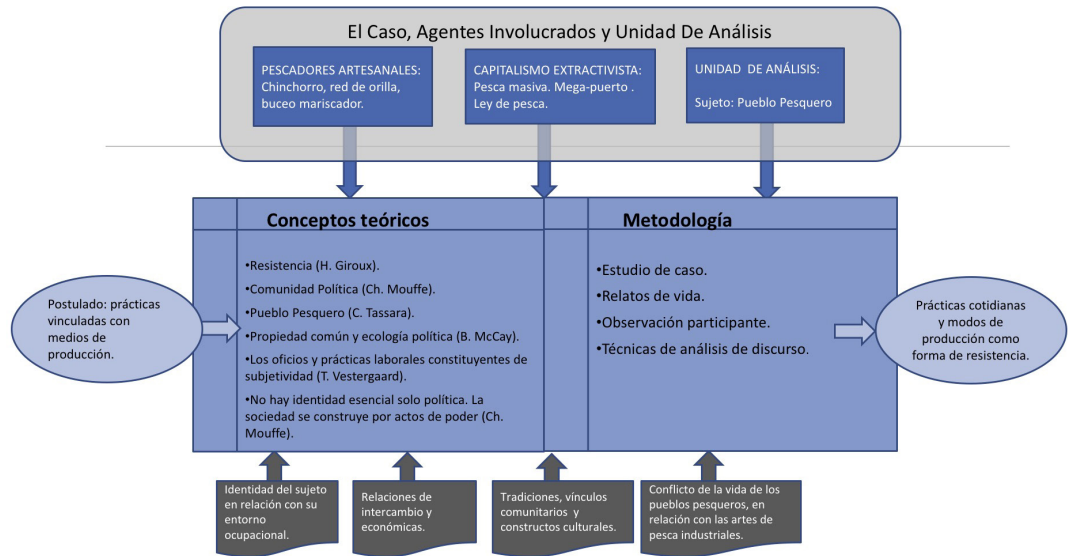 El Caso, Agentes Involucrados y Unidad De Análisis
PESCADORES ARTESANALES:
Chinchorro, red de orilla,
buceo mariscador.
CAPITALISMO EXTRACTIVISTA:
Pesca masiva. Mega-puerto .
Ley de pesca.
UNIDAD DE ANÁLISIS:
Sujeto: Pueblo Pesquero
Postulado: prácticas
vinculadas con
medios de
producción.
Conceptos teóricos
•Resistencia (H. Giroux).
•Comunidad Política (Ch. Mouffe).
•Pueblo Pesquero (C. Tassara).
•Propiedad común y ecología política (B. McCay).
•Los oficios y prácticas laborales constituyentes de
subjetividad (T. Vestergaard).
•No hay identidad esencial solo política. La
sociedad se construye por actos de poder (Ch.
Mouffe).
Metodología
•Estudio de caso.
•Relatos de vida.
•Observación participante.
•Técnicas de análisis de discurso.
Prácticas cotidianas
y modos de
producción como
forma de resistencia.
Identidad del sujeto
en relación con su
entorno
ocupacional.
Relaciones de
intercambio y
económicas.
Tradiciones, vínculos
comunitarios y
constructos culturales.
Conflicto de la vida de los
pueblos pesqueros, en
relación con las artes de
pesca industriales.